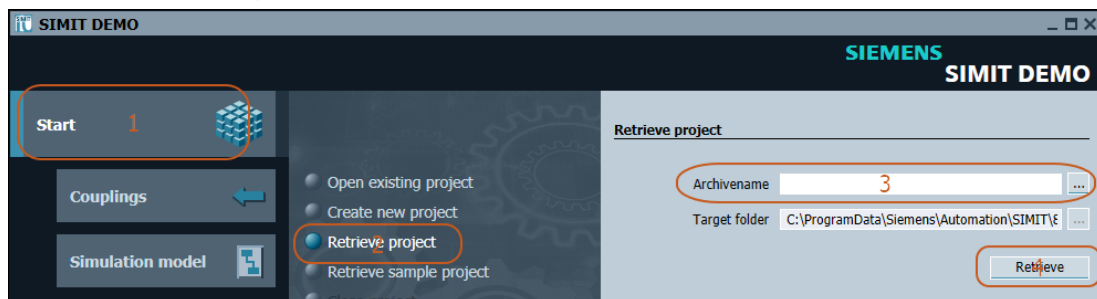 SIMIT DEMO
SIEMENS
SIMIT DEMO
Start 1
Couplings
Simulation model
Open existing project
Create new project
Retrieve project
2
Retrieve sample project
Retrieve project
Archivename 3 ...
Target folder C:\ProgramData\Siemens\Automation\SIMIT\ ...
Retrieve
4